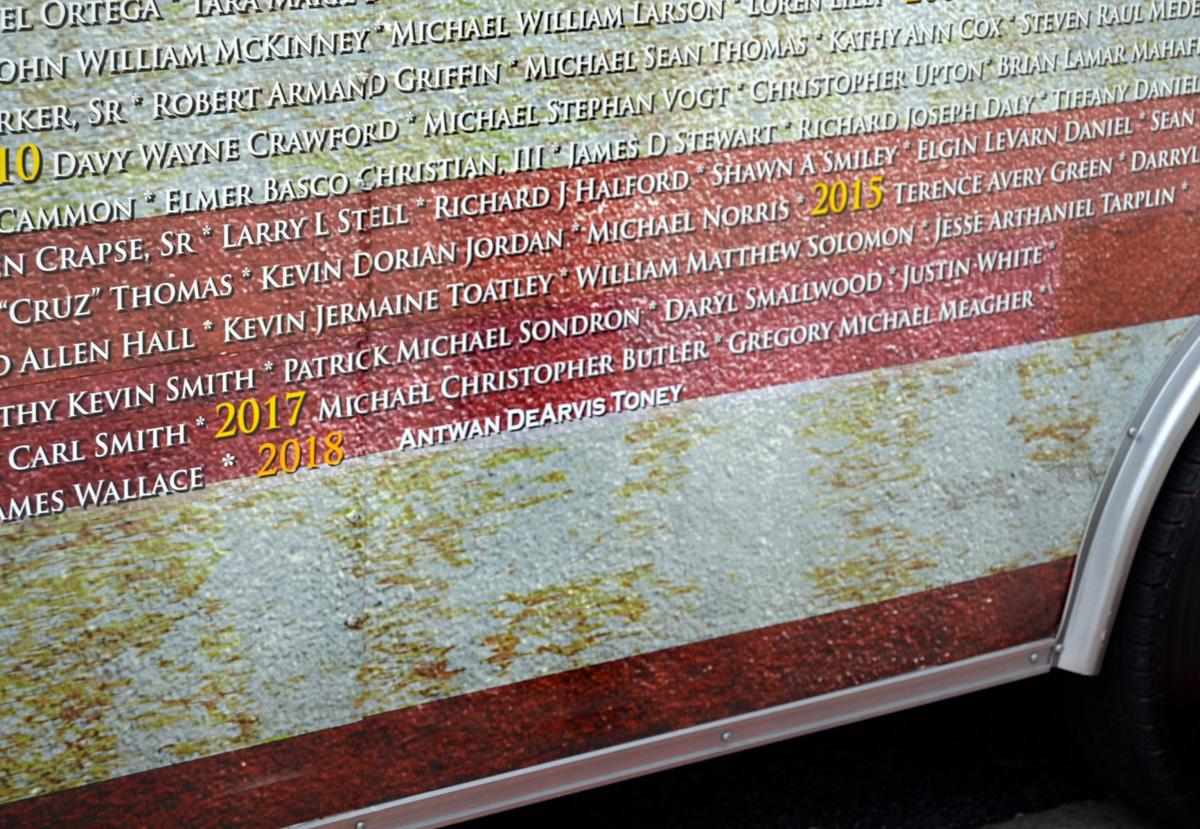 EL ORTEGA * TARA MARIE
OHN WILLIAM MCKINNEY * MICHAEL WILLIAM LARSON * LOREN LILLY
RKER, SR * ROBERT ARMAND GRIFFIN * MICHAEL SEAN THOMAS * KATHY ANN COX * STEVEN RAUL MEDE
10 DAVY WAYNE CRAWFORD * MICHAEL STEPHAN VOGT * CHRISTOPHER UPTON * BRIAN LAMAR MAHAF
CAMMON * ELMER BASCO CHRISTIAN, III * JAMES D STEWART * RICHARD JOSEPH DALY * TIFFANY DANIEL
EN CRAPSE, SR * LARRY L STELL * RICHARD J HALFORD * SHAWN A SMILEY * ELGIN LEVARN DANIEL * SEAN
"CRUZ" THOMAS * KEVIN DORIAN JORDAN * MICHAEL NORRIS * 2015 TERENCE AVERY GREEN * DARRYL
D ALLEN HALL * KEVIN JERMAINE TOATLEY * WILLIAM MATTHEW SOLOMON * JESSE ARTHANIEL TARPLIN *
THY KEVIN SMITH * PATRICK MICHAEL SONDRON * DARYL SMALLWOOD * JUSTIN WHITE *
CARL SMITH * 2017 MICHAEL CHRISTOPHER BUTLER * GREGORY MICHAEL MEAGHER *
AMES WALLACE * 2018 ANTWAN DEARVIS TONEY